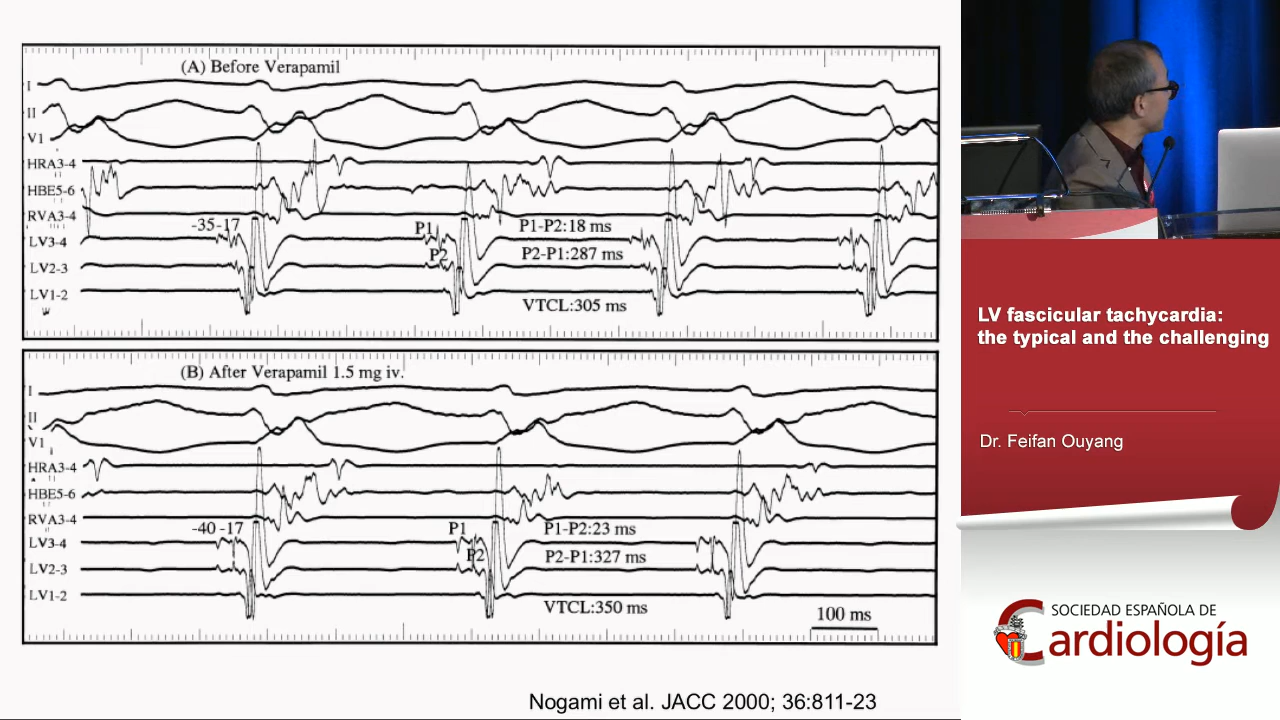 (A) Before Verapamil
I
II
V1
HRA3-4
HBE5-6
RVA3-4
-35-17
P1
P1-P2:18 ms
LV3-4
P2
P2-P1:287 ms
LV2-3
LV1-2
VTCL:305 ms
(B) After Verapamil 1.5 mg iv.
I
II
V1
HRA3-4
HBE5-6
RVA3-4
-40 -17
P1
P1-P2:23 ms
LV3-4
P2
P2-P1:327 ms
LV2-3
LV1-2
VTCL:350 ms
100 ms
Nogami et al. JACC 2000; 36:811-23
LV fascicular tachycardia:
the typical and the challenging
Dr. Feifan Ouyang
SOCIEDAD ESPAÑOLA DE
Cardiología